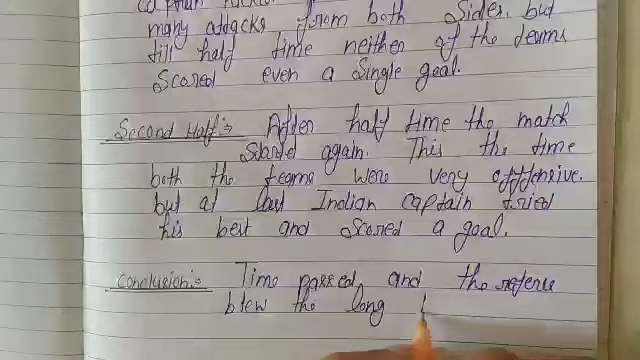 many attacks from both Sides, but
till half time neither of the teams
Scored even a Single goal.
Second Half:- After half time the match
Started again. This the time
both the teams were very offfensive.
but at last Indian Captain tried
his best and Scored a goal.
Conclusion:- Time passed, and the referee
blew the long